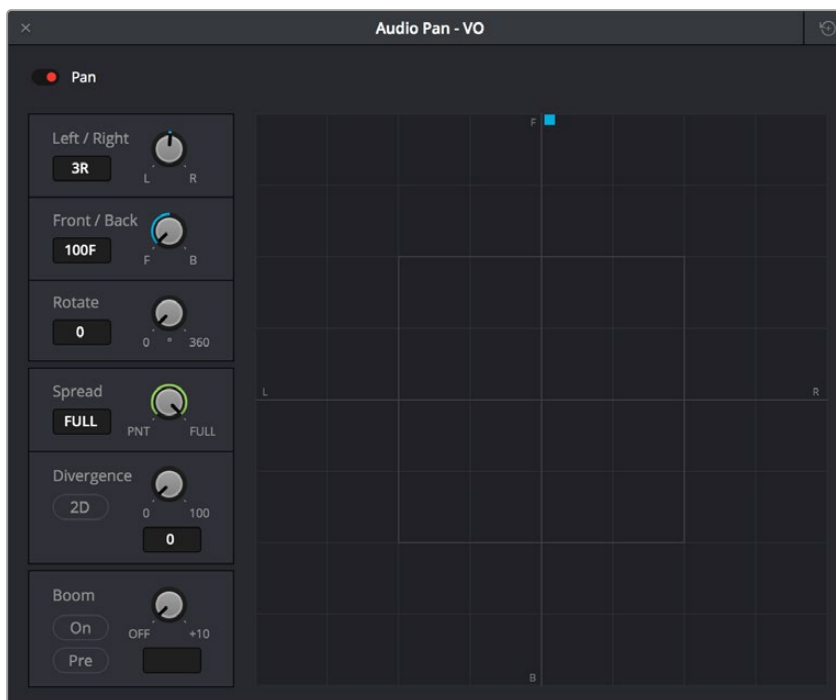 Audio Pan - VO
Pan
Left / Right
3R
L R
Front / Back
100F
F B
Rotate
0
0 ° 360
Spread
FULL
PNT FULL
Divergence
2D
0 100
0
Boom
On
OFF +10
Pre
F
L R
B